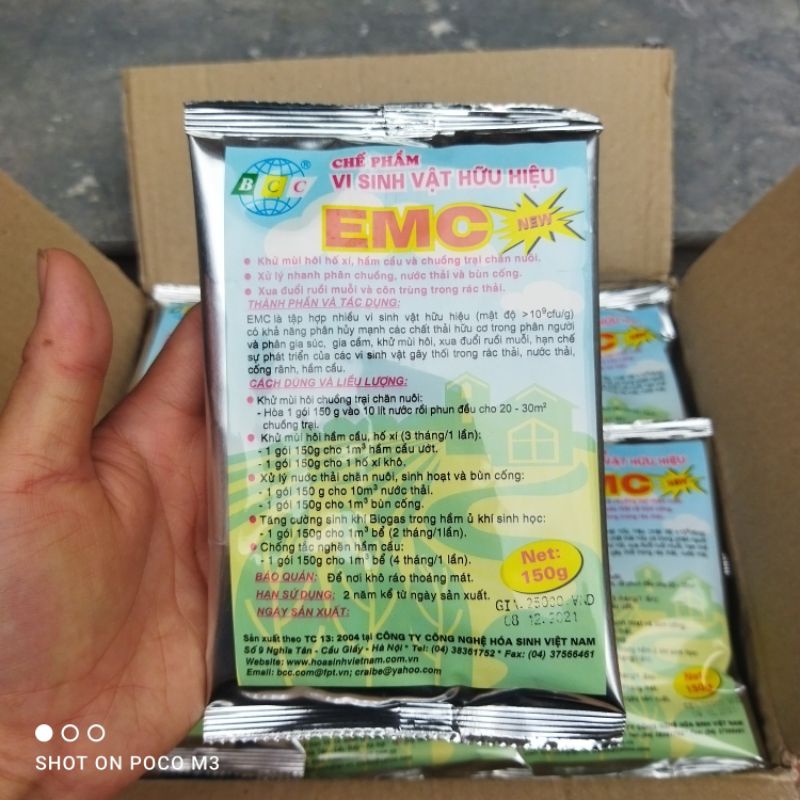 BCC ®
CHẾ PHẨM
VI SINH VẬT HỮU HIỆU
EMC NEW
• Khử mùi hôi hố xí, hầm cầu và chuồng trại chăn nuôi.
• Xử lý nhanh phân chuồng, nước thải và bùn cống.
• Xua đuổi ruồi muỗi và côn trùng trong rác thải.
THÀNH PHẦN VÀ TÁC DỤNG:
EMC là tập hợp nhiều vi sinh vật hữu hiệu (mật độ >10⁹cfu/g)
có khả năng phân hủy mạnh các chất thải hữu cơ trong phân người
và phân gia súc, gia cầm, khử mùi hôi, xua đuổi ruồi muỗi, hạn chế
sự phát triển của các vi sinh vật gây thối trong rác thải, nước thải,
cống rãnh, hầm cầu.
CÁCH DÙNG VÀ LIỀU LƯỢNG:
• Khử mùi hôi chuồng trại chăn nuôi:
- Hòa 1 gói 150 g vào 10 lít nước rồi phun đều cho 20 - 30m²
chuồng trại.
• Khử mùi hôi hầm cầu, hố xí (3 tháng/1 lần):
- 1 gói 150g cho 1m³ hầm cầu ướt.
- 1 gói 150g cho 1 hố xí khô.
• Xử lý nước thải chăn nuôi, sinh hoạt và bùn cống:
- 1 gói 150 g cho 10m³ nước thải.
- 1 gói 150g cho 1m³ bùn cống.
• Tăng cường sinh khí Biogas trong hầm ủ khí sinh học:
- 1 gói 150g cho 1m³ bể (2 tháng/1lần).
• Chống tắc nghẽn hầm cầu:
- 1 gói 150g cho 1m³ bể (4 tháng/1 lần).
Net:
150g
BẢO QUẢN: Để nơi khô ráo thoáng mát.
HẠN SỬ DỤNG: 2 năm kể từ ngày sản xuất.
NGÀY SẢN XUẤT:
25000 VND
08 12.2021
Sản xuất theo TC 13: 2004 tại CÔNG TY CÔNG NGHỆ HÓA SINH VIỆT NAM
Số 9 Nghĩa Tân - Cầu Giấy - Hà Nội * Tel: (04) 38361752 * Fax: (04) 37566461
Website: www.hoasinhvietnam.com.vn
Email: bcc.com@fpt.vn; craibe@yahoo.com
VẬT HỮU HIỆU
EMC NEW
Net:
SHOT ON POCO M3